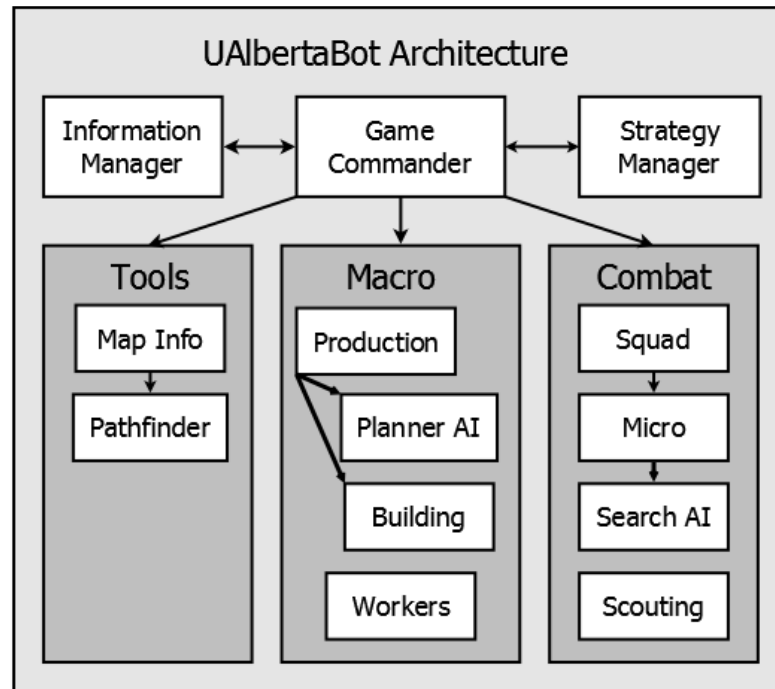 UAlbertaBot Architecture
Information
Manager
Game
Commander
Strategy
Manager
Tools
Map Info
Pathfinder
Macro
Production
Planner AI
Building
Workers
Combat
Squad
Micro
Search AI
Scouting